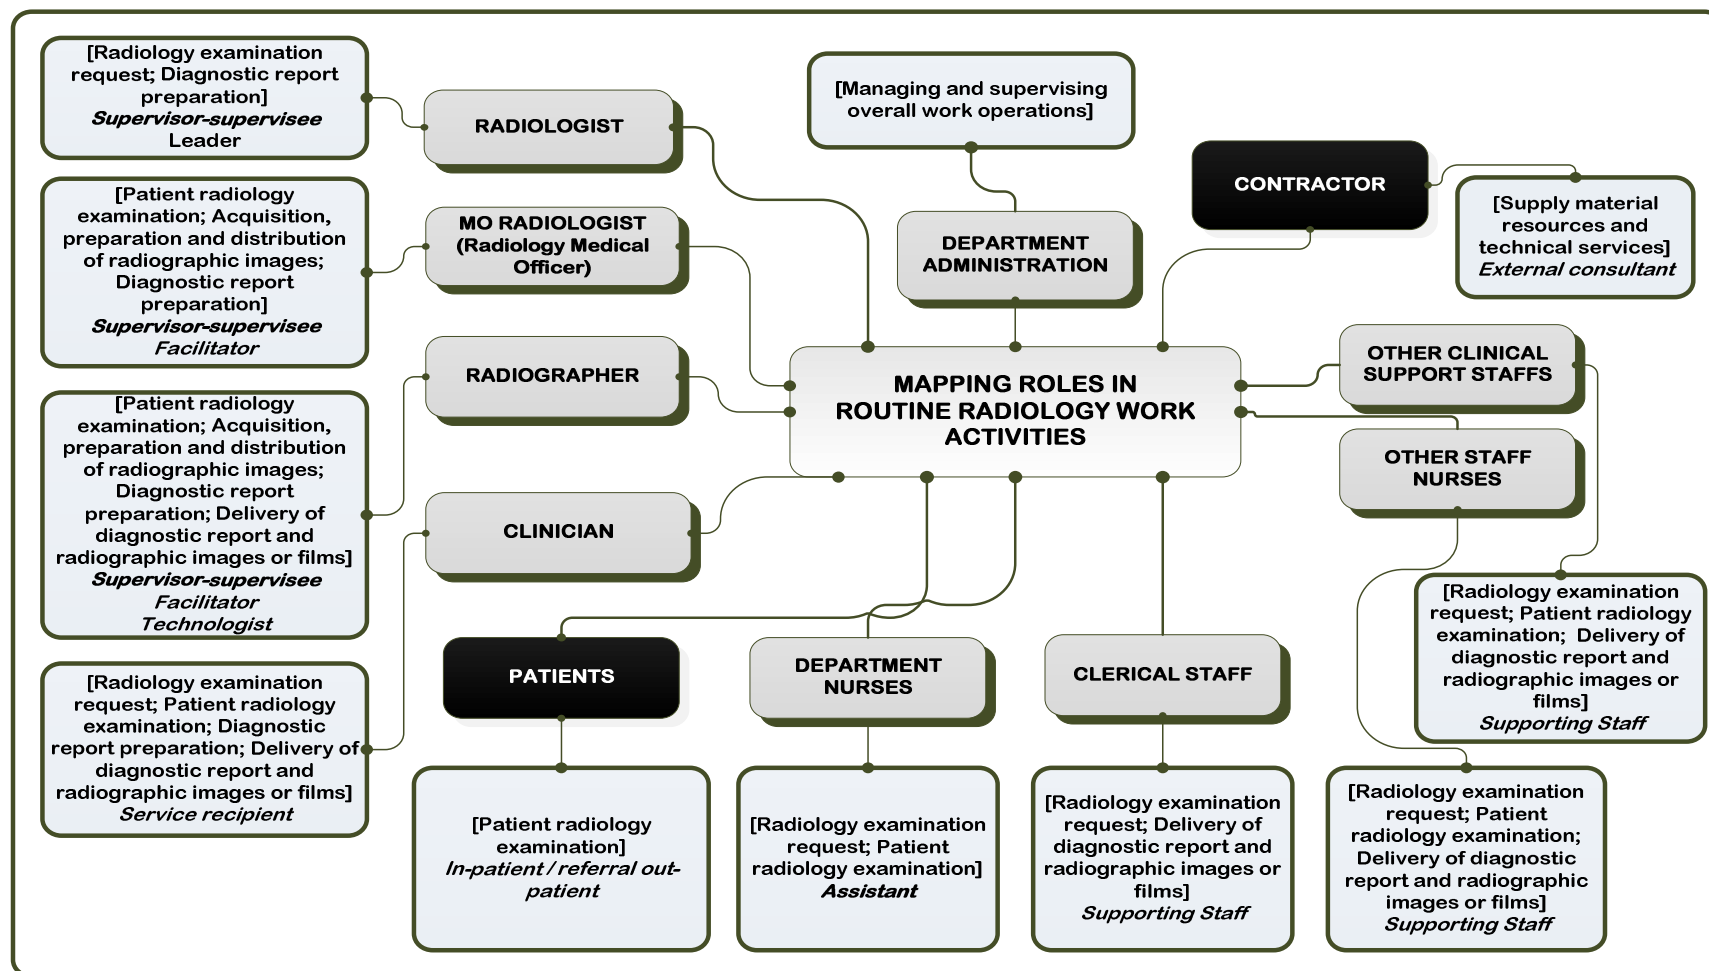 [Radiology examination
request; Diagnostic report
preparation]
Supervisor-supervisee
Leader
RADIOLOGIST
[Managing and supervising
overall work operations]
CONTRACTOR
[Supply material
resources and
technical services]
External consultant
[Patient radiology
examination; Acquisition,
preparation and distribution
of radiographic images;
Diagnostic report
preparation]
Supervisor-supervisee
Facilitator
MO RADIOLOGIST
(Radiology Medical
Officer)
DEPARTMENT
ADMINISTRATION
RADIOGRAPHER
MAPPING ROLES IN
ROUTINE RADIOLOGY WORK
ACTIVITIES
OTHER CLINICAL
SUPPORT STAFFS
OTHER STAFF
NURSES
[Patient radiology
examination; Acquisition,
preparation and distribution
of radiographic images;
Diagnostic report
preparation; Delivery of
diagnostic report and
radiographic images or films]
Supervisor-supervisee
Facilitator
Technologist
CLINICIAN
[Radiology examination
request; Patient radiology
examination; Delivery of
diagnostic report and
radiographic images or
films]
Supporting Staff
PATIENTS
DEPARTMENT
NURSES
CLERICAL STAFF
[Radiology examination
request; Patient radiology
examination; Diagnostic
report preparation; Delivery of
diagnostic report and
radiographic images or films]
Service recipient
[Patient radiology
examination]
In-patient / referral out-
patient
[Radiology examination
request; Patient
radiology examination]
Assistant
[Radiology examination
request; Delivery of
diagnostic report and
radiographic images or
films]
Supporting Staff
[Radiology examination
request; Patient
radiology examination;
Delivery of diagnostic
report and radiographic
images or films]
Supporting Staff